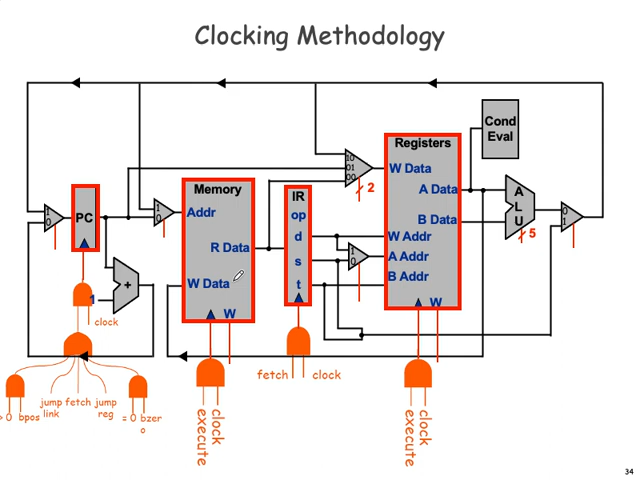 Clocking Methodology
Cond
Eval
Registers
10
01
00
W Data
2
A Data
A
L
U
B Data
5
0
1
W Addr
A Addr
B Addr
W
Memory
Addr
R Data
W Data
W
IR
op
d
s
t
1
0
1
0
PC
1
0
+
1
clock
fetch clock
clock
execute
clock
execute
> 0 bpos
jump
link
fetch
jump
reg
= 0 bzer
o
34